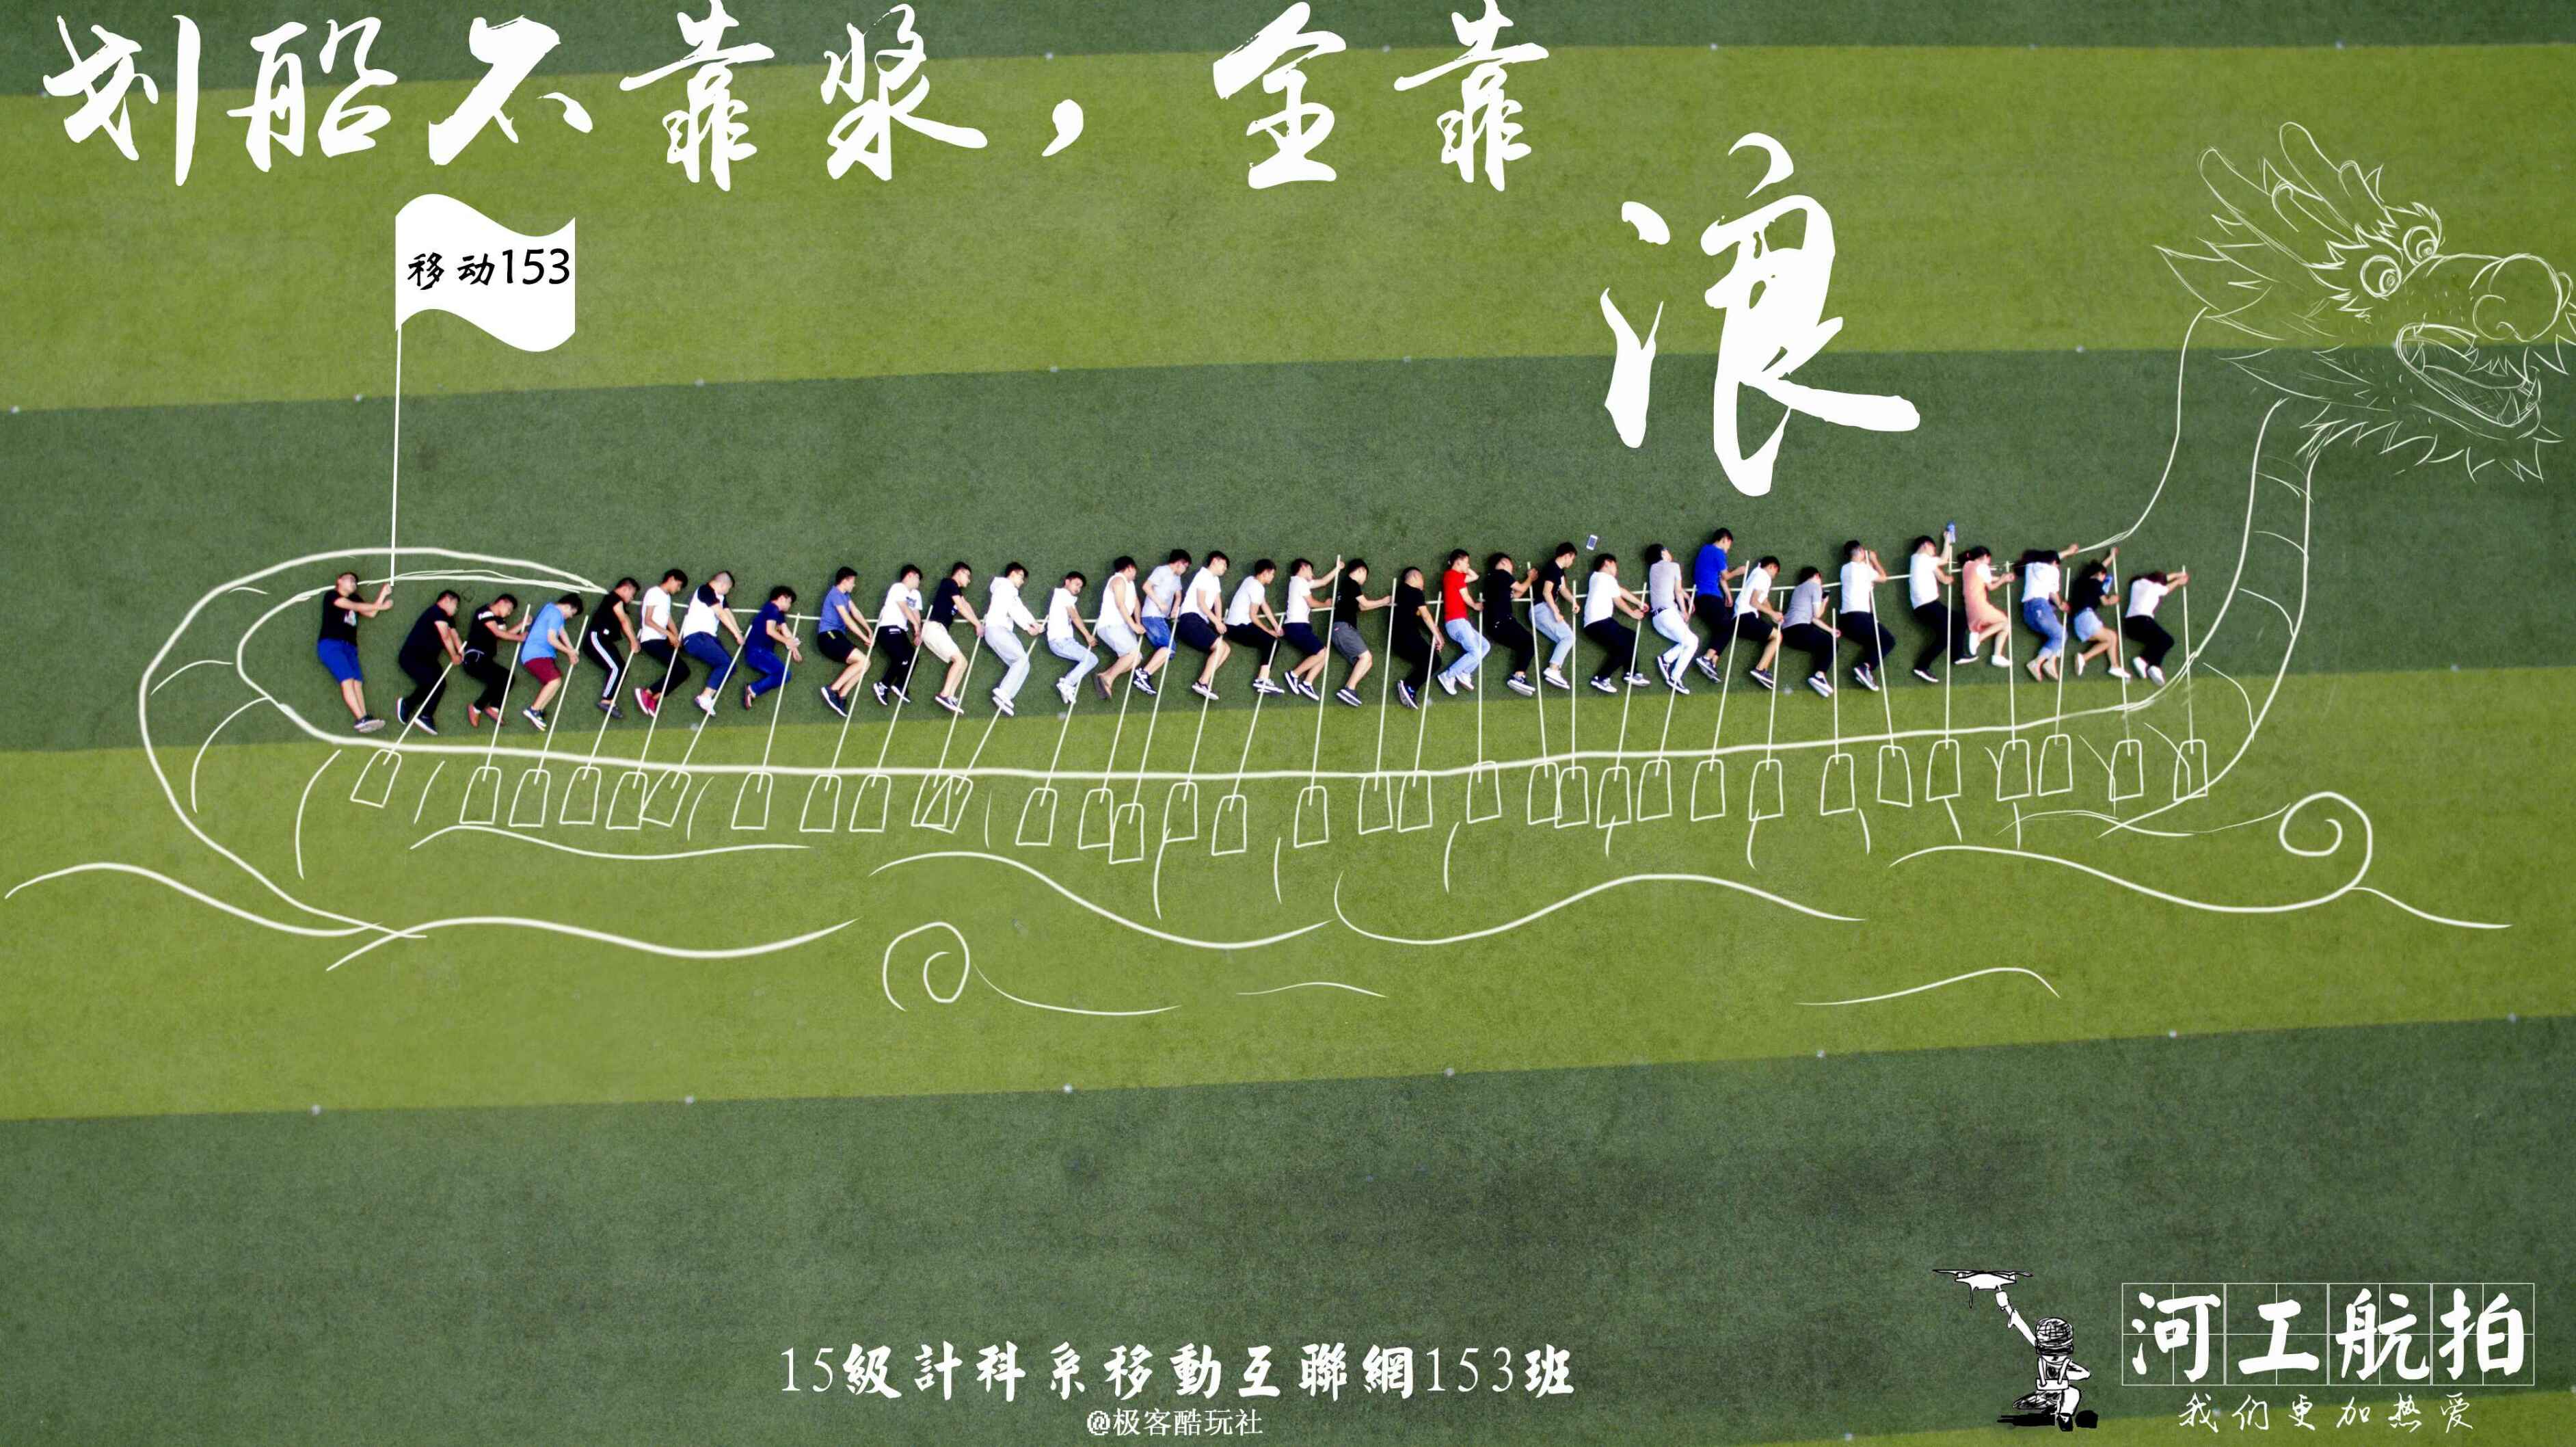 划船不靠浆，全靠
浪
移动153
15級計科系移動互聯網153班
@极客酷玩社
河工航拍
我们更加热爱